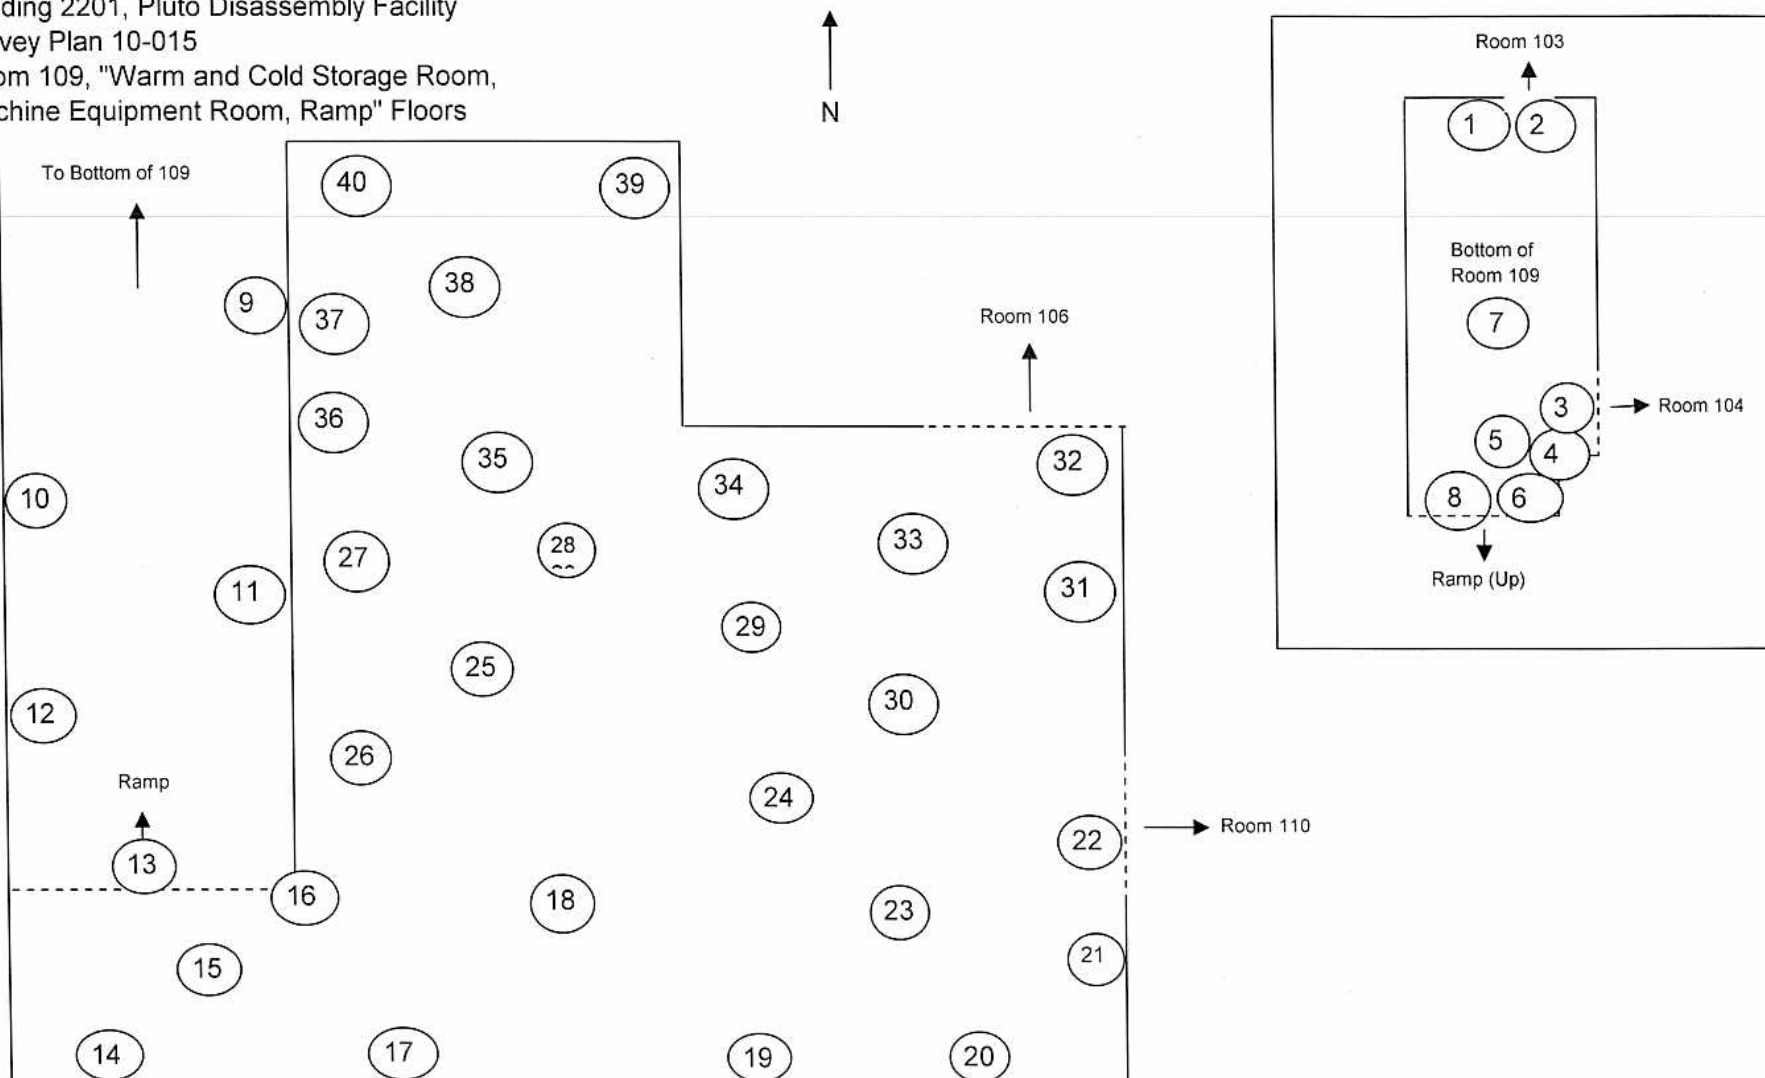 ding 2201, Pluto Disassembly Facility
vey Plan 10-015
om 109, "Warm and Cold Storage Room,
chine Equipment Room, Ramp" Floors
N
Room 103
1 2
To Bottom of 109
40 39
Bottom of
Room 109
38
9 37
7
Room 106
36
3 Room 104
35
5 4
32
34
10
8 6
33
28
27
Ramp (Up)
11
31
29
25
30
12
26
Ramp
24
22 Room 110
13
16
18
23
21
15
14 17 19 20